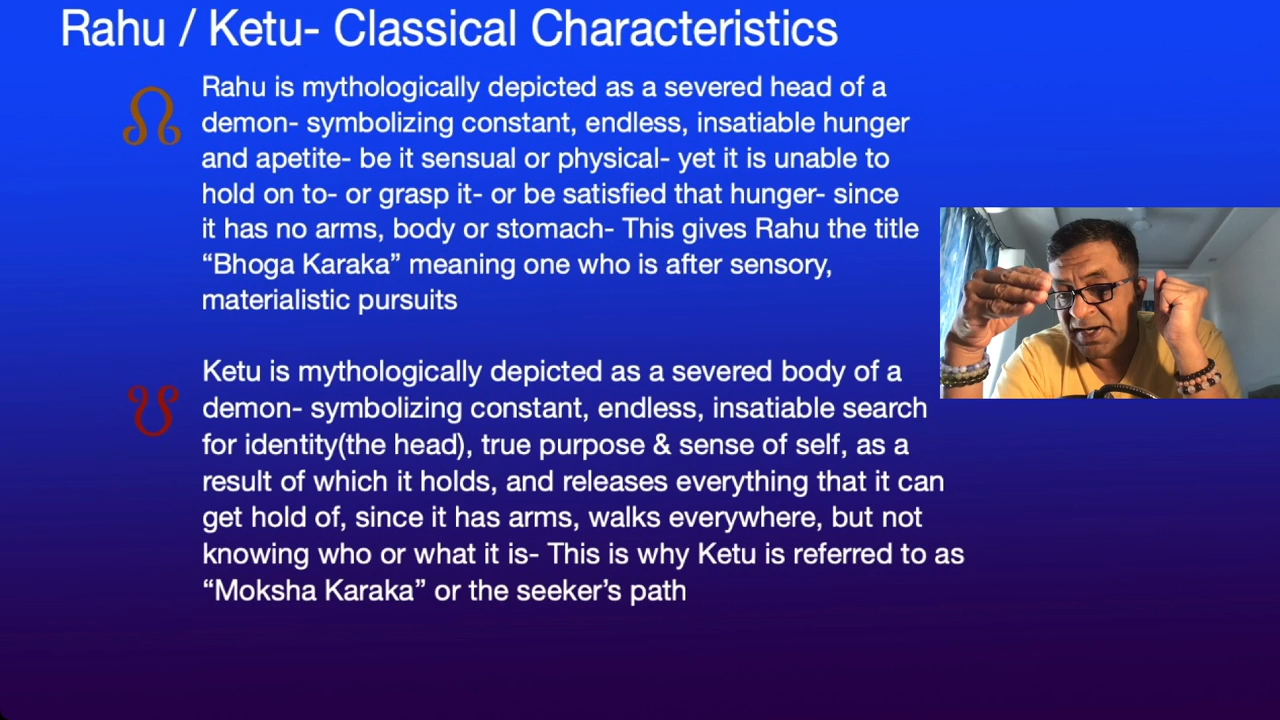 Rahu / Ketu- Classical Characteristics
Rahu is mythologically depicted as a severed head of a
demon- symbolizing constant, endless, insatiable hunger
and apetite- be it sensual or physical- yet it is unable to
hold on to- or grasp it- or be satisfied that hunger- since
it has no arms, body or stomach- This gives Rahu the title
“Bhoga Karaka” meaning one who is after sensory,
materialistic pursuits
Ketu is mythologically depicted as a severed body of a
demon- symbolizing constant, endless, insatiable search
for identity(the head), true purpose & sense of self, as a
result of which it holds, and releases everything that it can
get hold of, since it has arms, walks everywhere, but not
knowing who or what it is- This is why Ketu is referred to as
“Moksha Karaka” or the seeker’s path